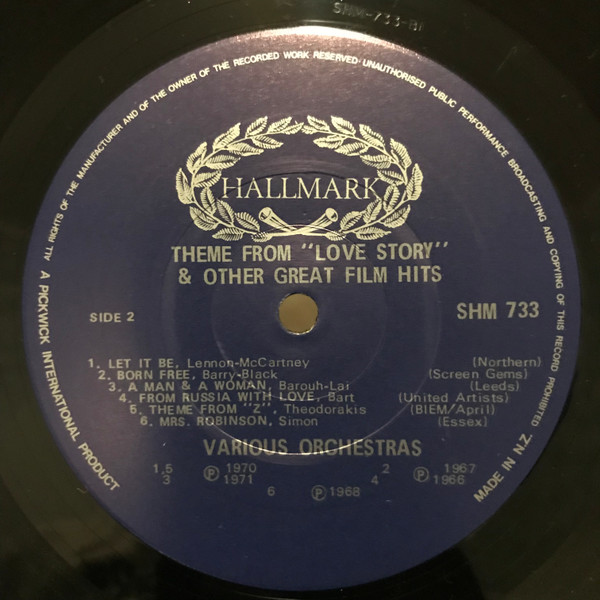 SHM-733-B1
ALL RIGHTS OF THE MANUFACTURER AND OF THE OWNER OF THE RECORDED WORK RESERVED UNAUTHORISED PUBLIC PERFORMANCE BROADCASTING AND COPYING OF THIS RECORD PROHIBITED
HALLMARK
THEME FROM "LOVE STORY"
& OTHER GREAT FILM HITS
SIDE 2
SHM 733
1. LET IT BE, Lennon-McCartney (Northern)
2. BORN FREE, Barry-Black (Screen Gems)
3. A MAN & A WOMAN, Barouh-Lai (Leeds)
4. FROM RUSSIA WITH LOVE, Bart (United Artists)
5. THEME FROM "Z", Theodorakis (BIEM/April)
6. MRS. ROBINSON, Simon (Essex)
VARIOUS ORCHESTRAS
1.5 Ⓟ 1970 2 Ⓟ 1967
3 1971 4 1966
6 Ⓟ 1968
A PICKWICK INTERNATIONAL PRODUCT
MADE IN N.Z.